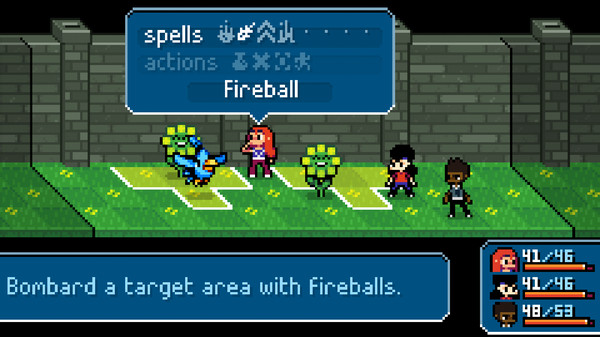 spells
actions
Fireball
Bombard a target area with fireballs.
41/46
41/46
48/53